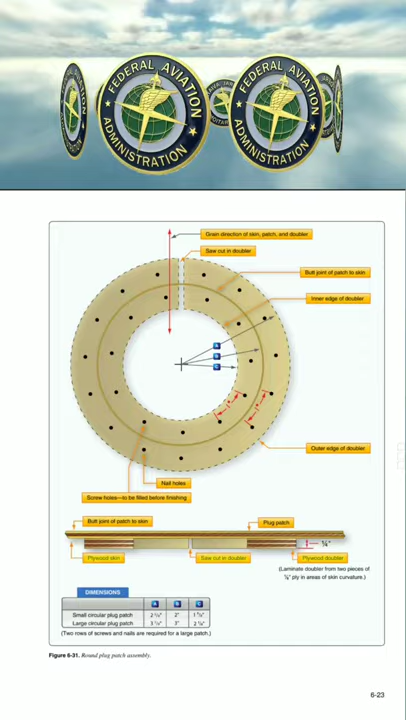 FEDERAL AVIATION
ADMINISTRATION
FEDERAL AVIATION
ADMINISTRATION
Grain direction of skin, patch, and doubler
Saw cut in doubler
Butt joint of patch to skin
Inner edge of doubler
A
B
C
Outer edge of doubler
Nail holes
Screw holes—to be filled before finishing
Butt joint of patch to skin
Plug patch
Plywood skin
Saw cut in doubler
Plywood doubler
(Laminate doubler from two pieces of
⅛" ply in areas of skin curvature.)
DIMENSIONS
A B C
Small circular plug patch
2"
Large circular plug patch
3"
(Two rows of screws and nails are required for a large patch.)
Figure 6-31. Round plug patch assembly.
6-23